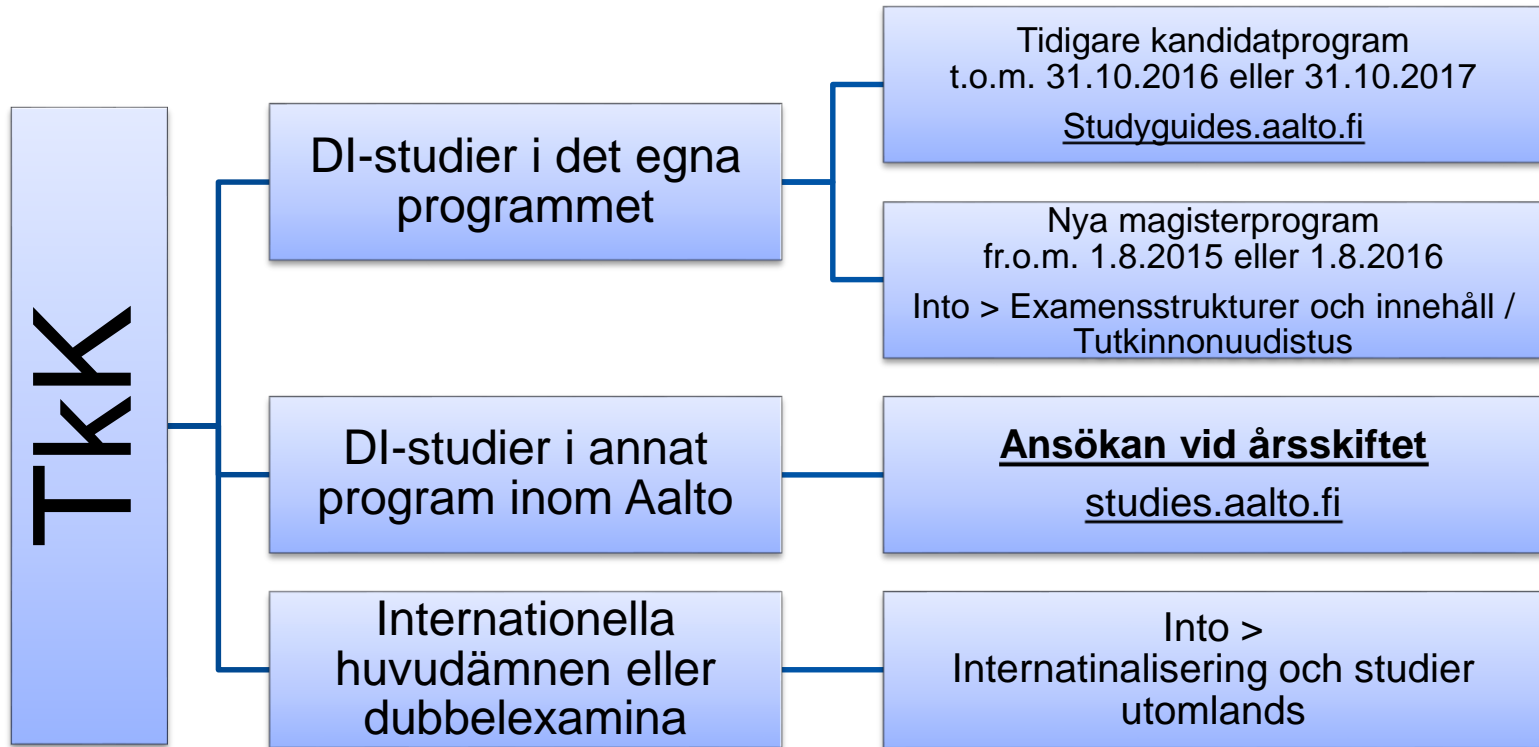 TkK
DI-studier i det egna
programmet
Tidigare kandidatprogram
t.o.m. 31.10.2016 eller 31.10.2017
Studyguides.aalto.fi
Nya magisterprogram
fr.o.m. 1.8.2015 eller 1.8.2016
Into > Examensstrukturer och innehåll /
Tutkinnonuudistus
DI-studier i annat
program inom Aalto
Ansökan vid årsskiftet
studies.aalto.fi
Internationella
huvudämnen eller
dubbelexamina
Into >
Internatinalisering och studier
utomlands